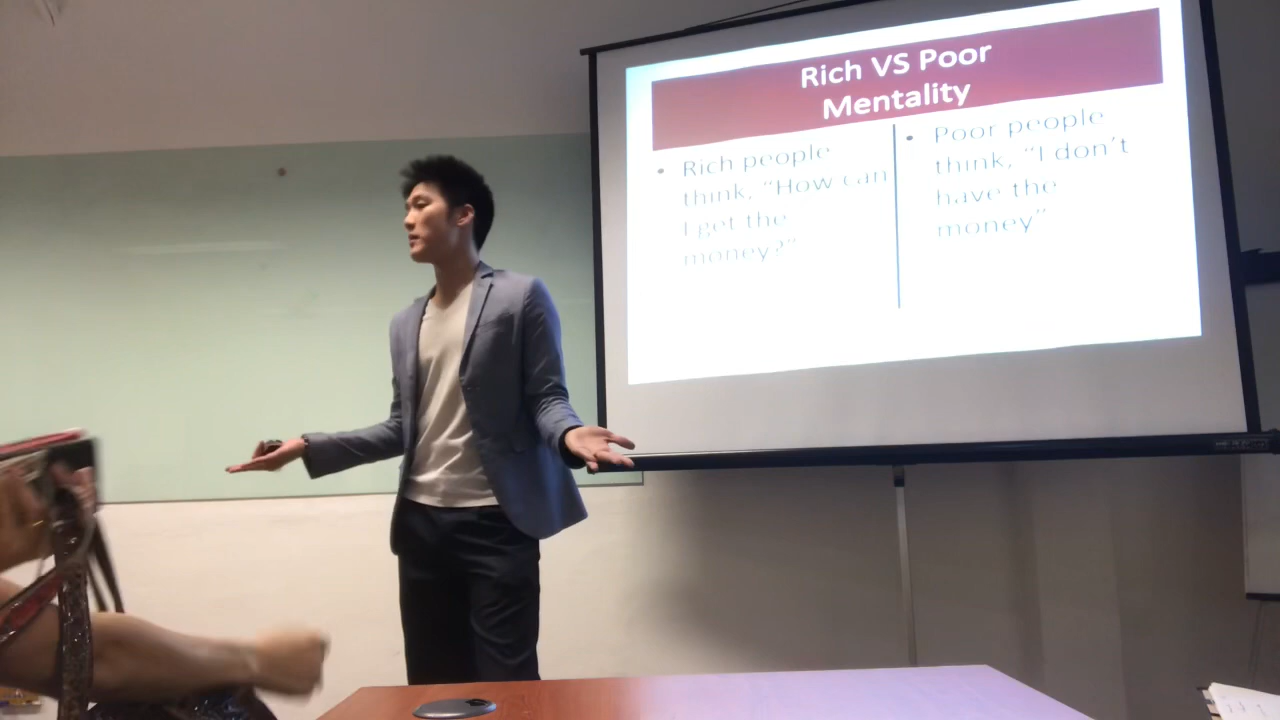 Rich VS Poor
Mentality
• Rich people
think, "How can
I get the
money?"
• Poor people
think, "I don't
have the
money"